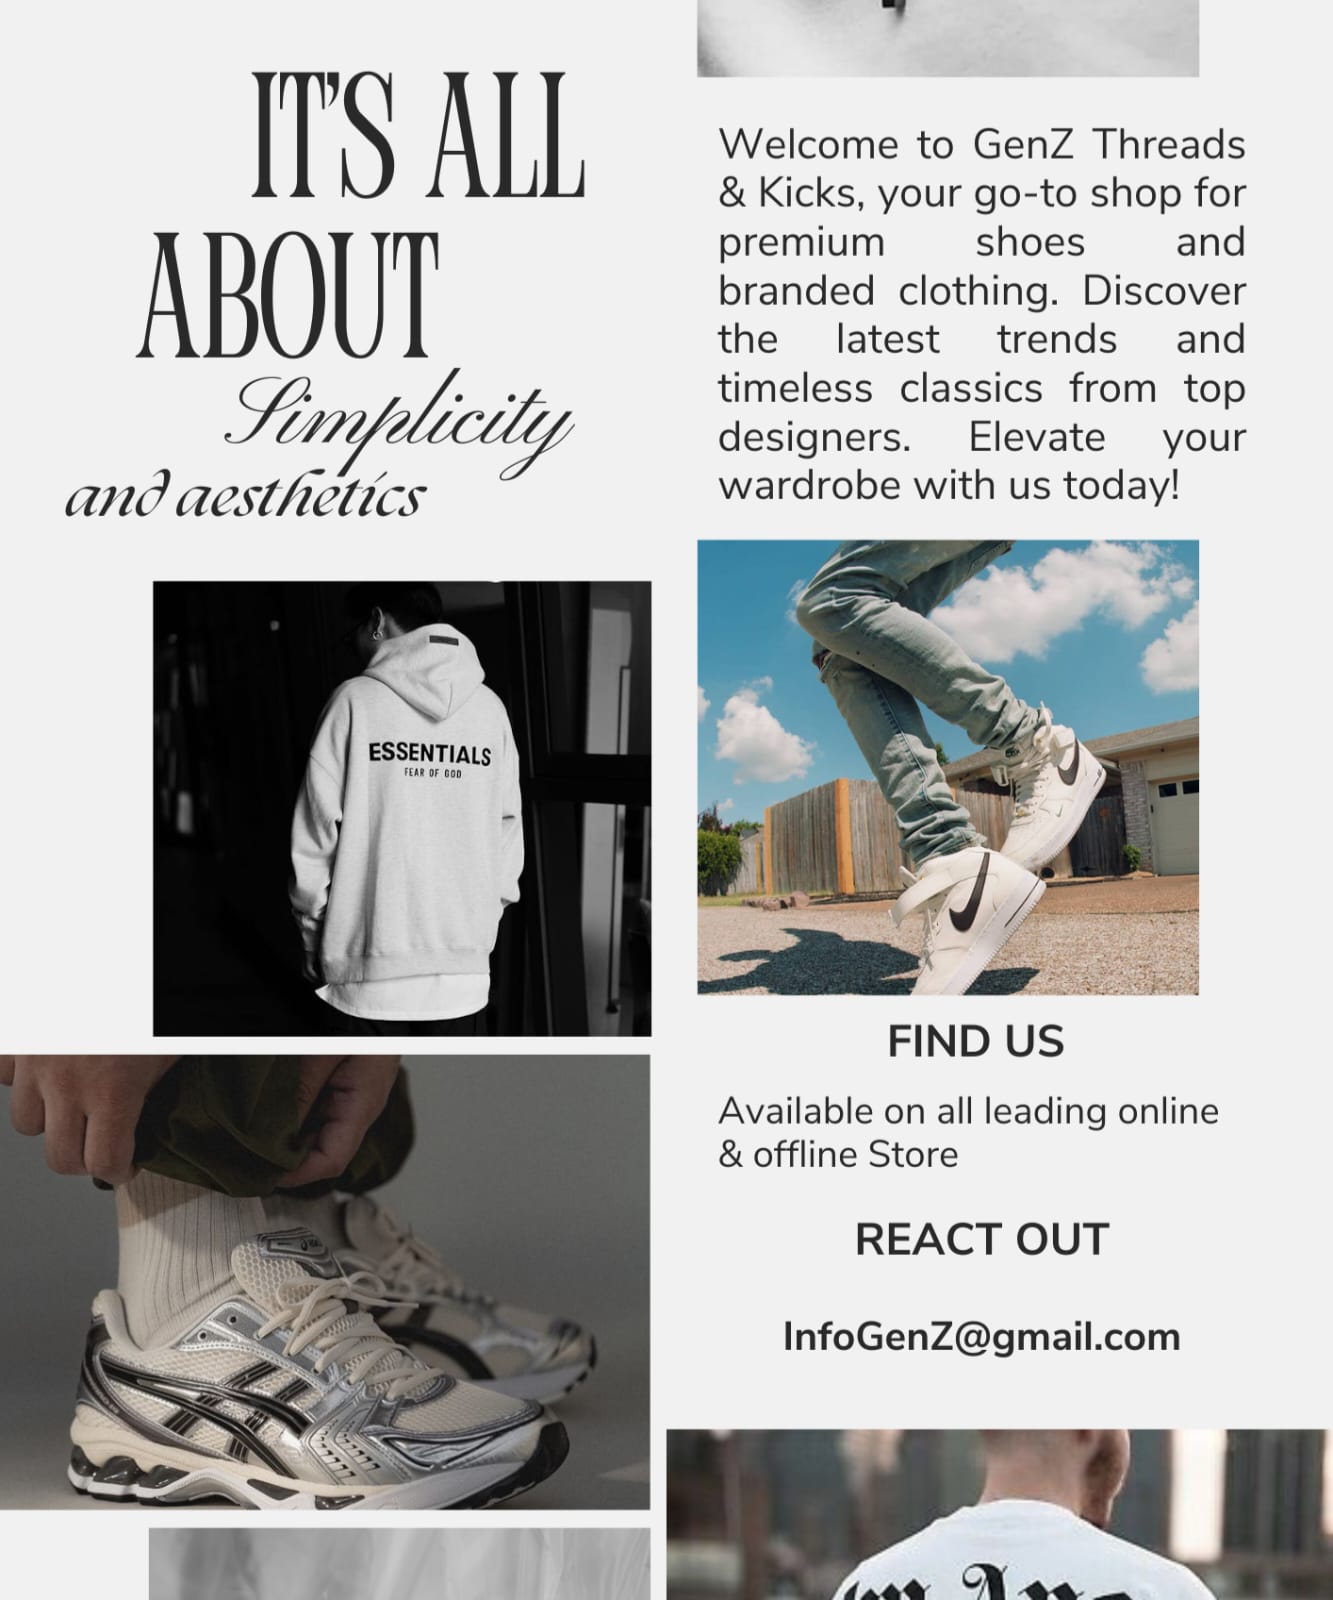 IT'S ALL
ABOUT
Simplicity
and aesthetics
ESSENTIALS
FEAR OF GOD
Welcome to GenZ Threads
& Kicks, your go-to shop for
premium shoes and
branded clothing. Discover
the latest trends and
timeless classics from top
designers. Elevate your
wardrobe with us today!
FIND US
Available on all leading online
& offline Store
REACT OUT
InfoGenZ@gmail.com